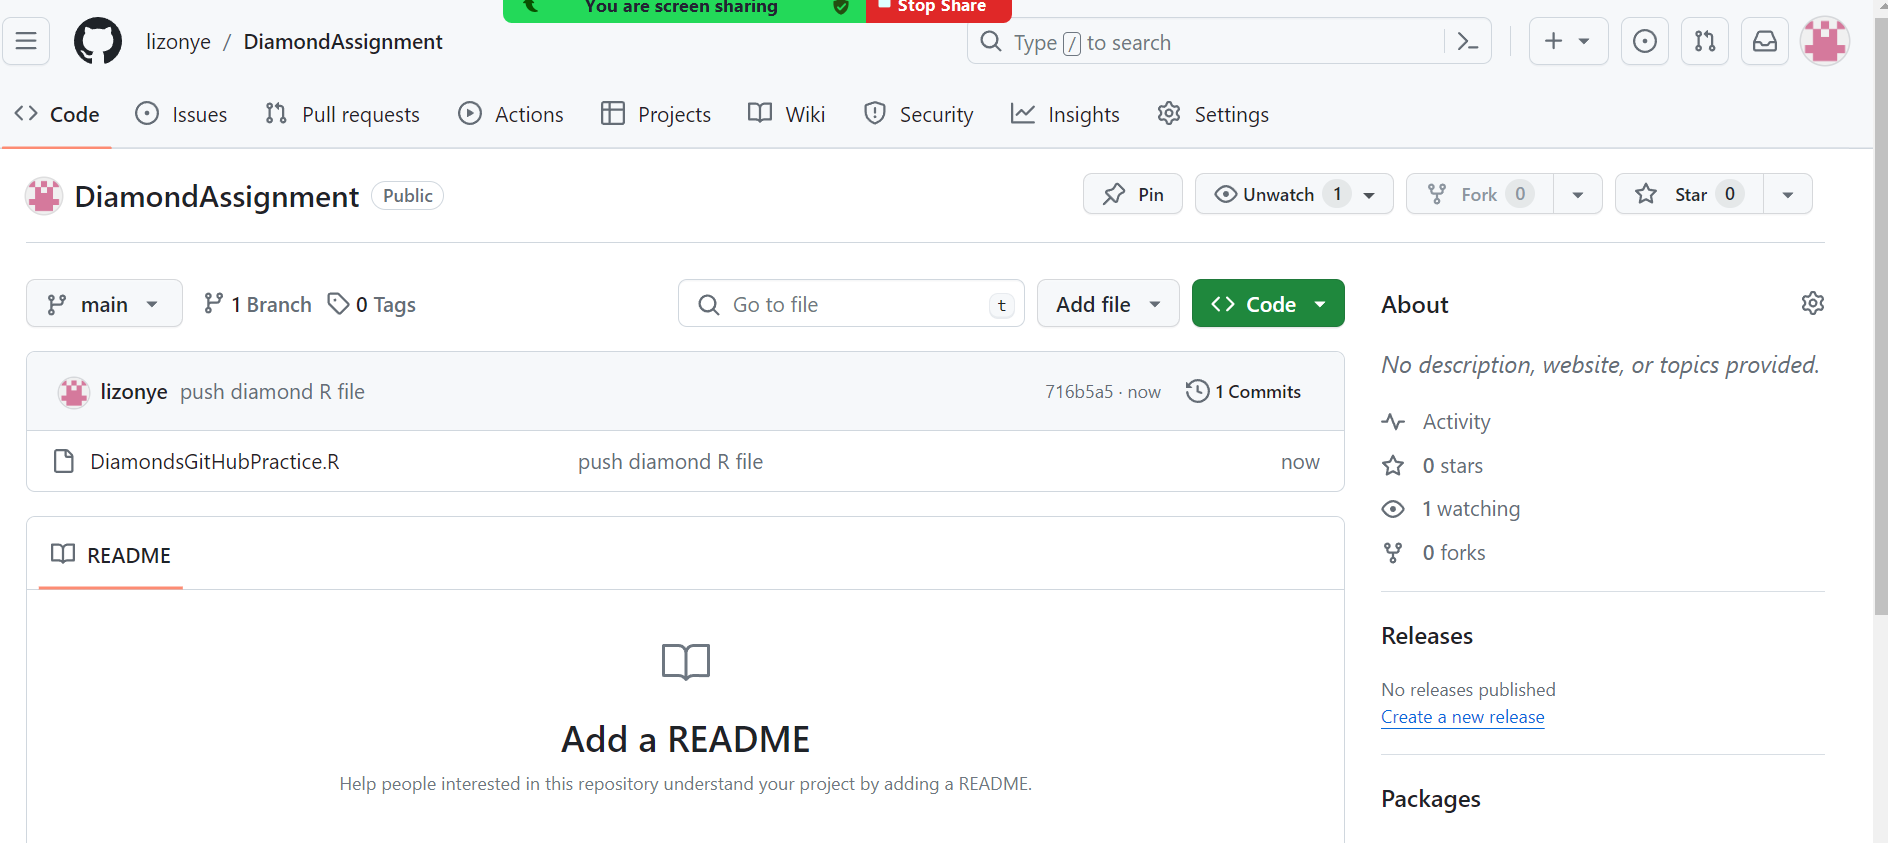 You are screen sharing Stop Share
lizonye / DiamondAssignment
Type / to search
Code Issues Pull requests Actions Projects Wiki Security Insights Settings
DiamondAssignment Public
Pin Unwatch 1 Fork 0 Star 0
main 1 Branch 0 Tags
Go to file t Add file Code
lizonye push diamond R file 716b5a5 · now 1 Commits
DiamondsGitHubPractice.R push diamond R file now
README
Add a README
Help people interested in this repository understand your project by adding a README.
About
No description, website, or topics provided.
Activity
0 stars
1 watching
0 forks
Releases
No releases published
Create a new release
Packages